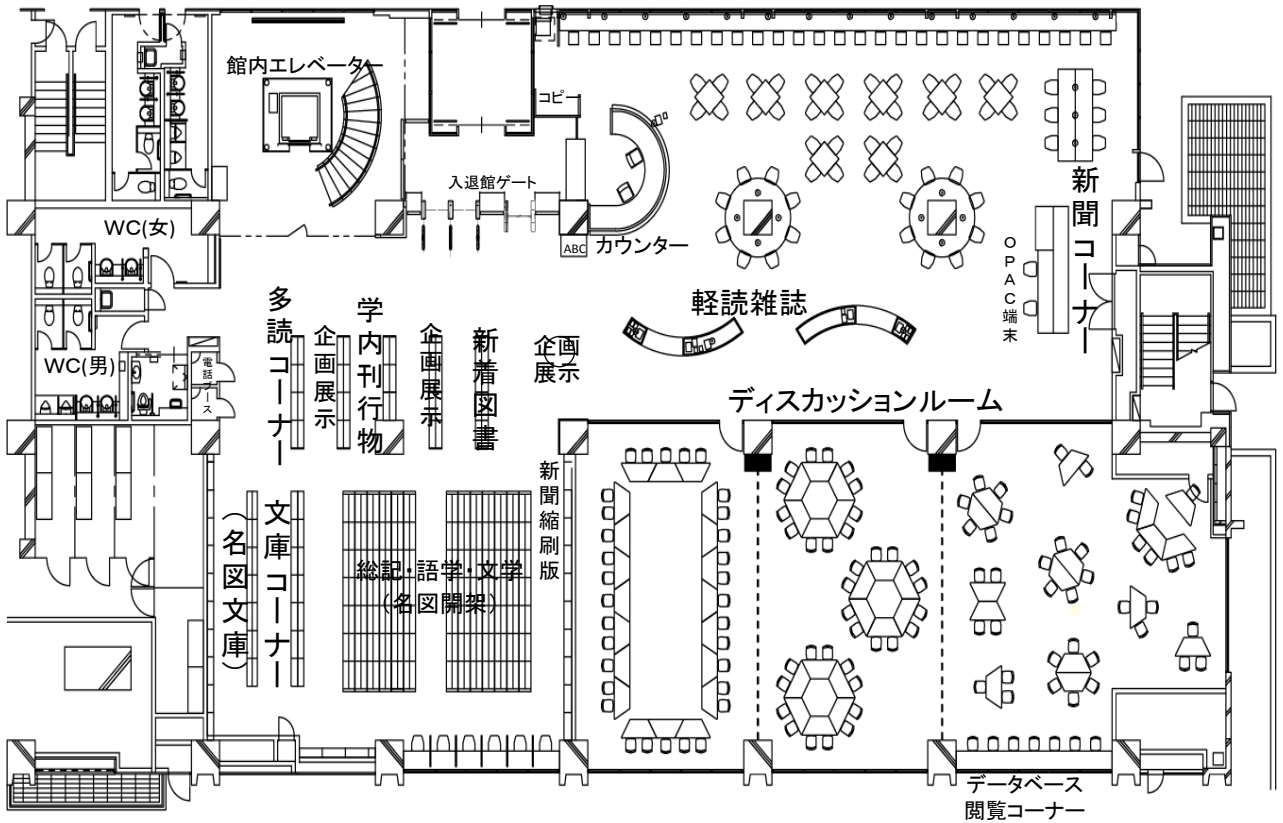 館内エレベーター
コピー
入退館ゲート
新聞コーナー
WC(女)
ABC
カウンター
OPAC端末
多読コーナー
企画展示
学内刊行物
企画展示
新着図書
企画
展示
軽読雑誌
WC(男)
電話ブース
ディスカッションルーム
新聞縮刷版
文庫コーナー
(名図文庫)
総記・語学・文学
(名図開架)
データベース
閲覧コーナー